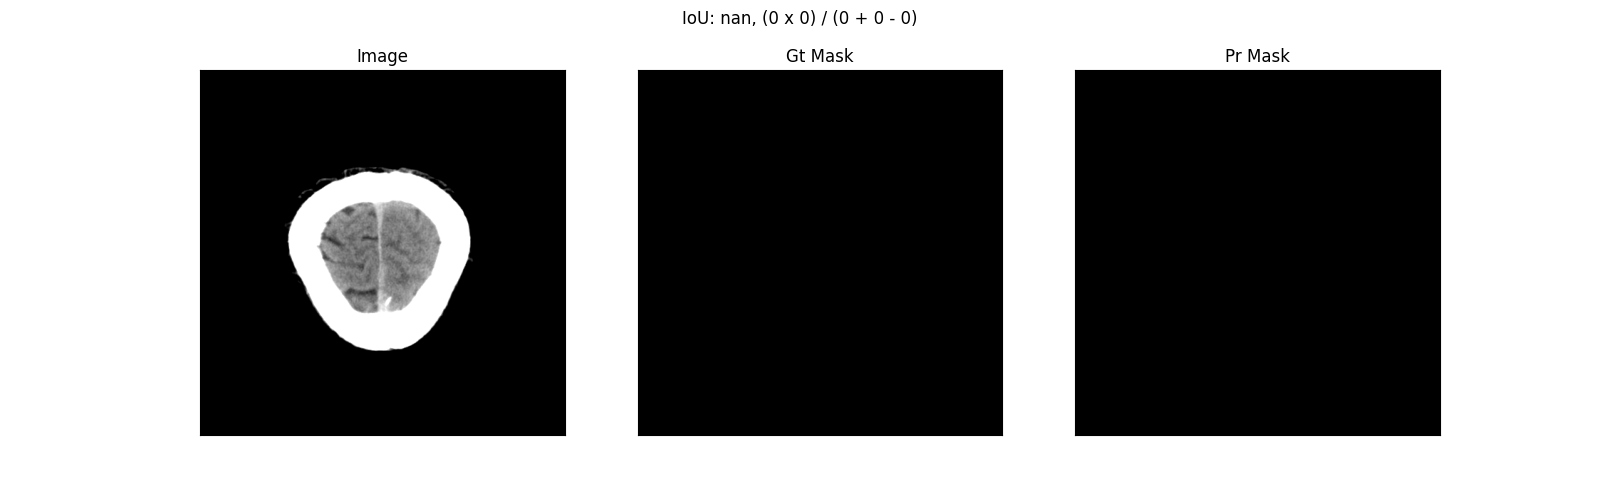 IoU: nan, (0 x 0) / (0 + 0 - 0)
Image
Gt Mask
Pr Mask